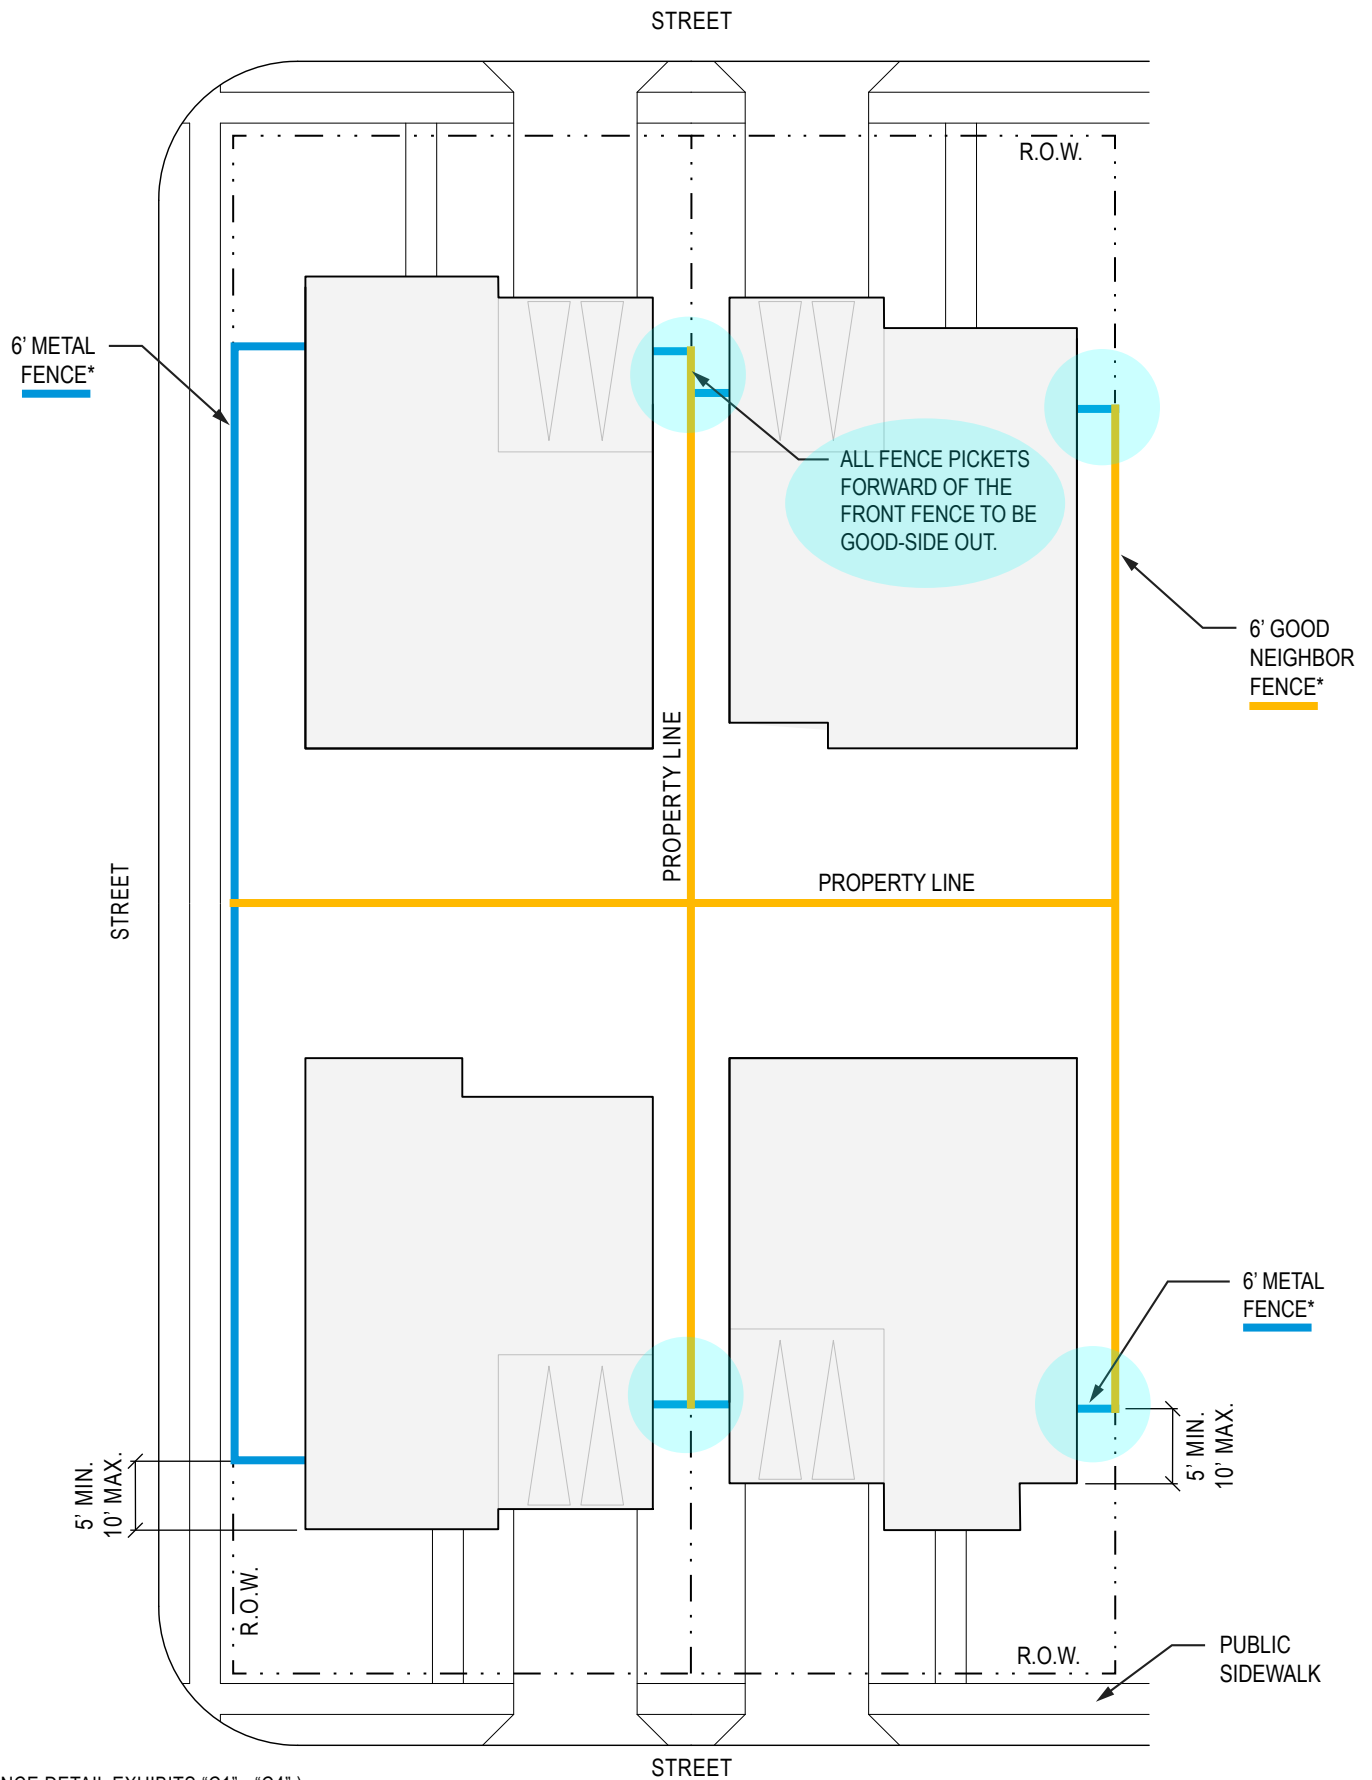 STREET
R.O.W.
6' METAL
FENCE*
ALL FENCE PICKETS
FORWARD OF THE
FRONT FENCE TO BE
GOOD-SIDE OUT.
6' GOOD
NEIGHBOR
FENCE*
PROPERTY LINE
PROPERTY LINE
STREET
6' METAL
FENCE*
5' MIN.
10' MAX.
5' MIN.
10' MAX.
R.O.W.
R.O.W.
PUBLIC
SIDEWALK
STREET